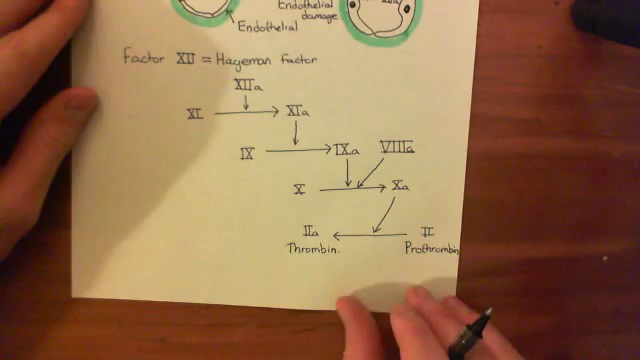 Endothelial
damage
Endothelial
Factor XII = Hageman factor
XIIa
XI → XIa
IX → IXa VIIIa
X → Xa
IIa ← II
Thrombin. Prothrombin